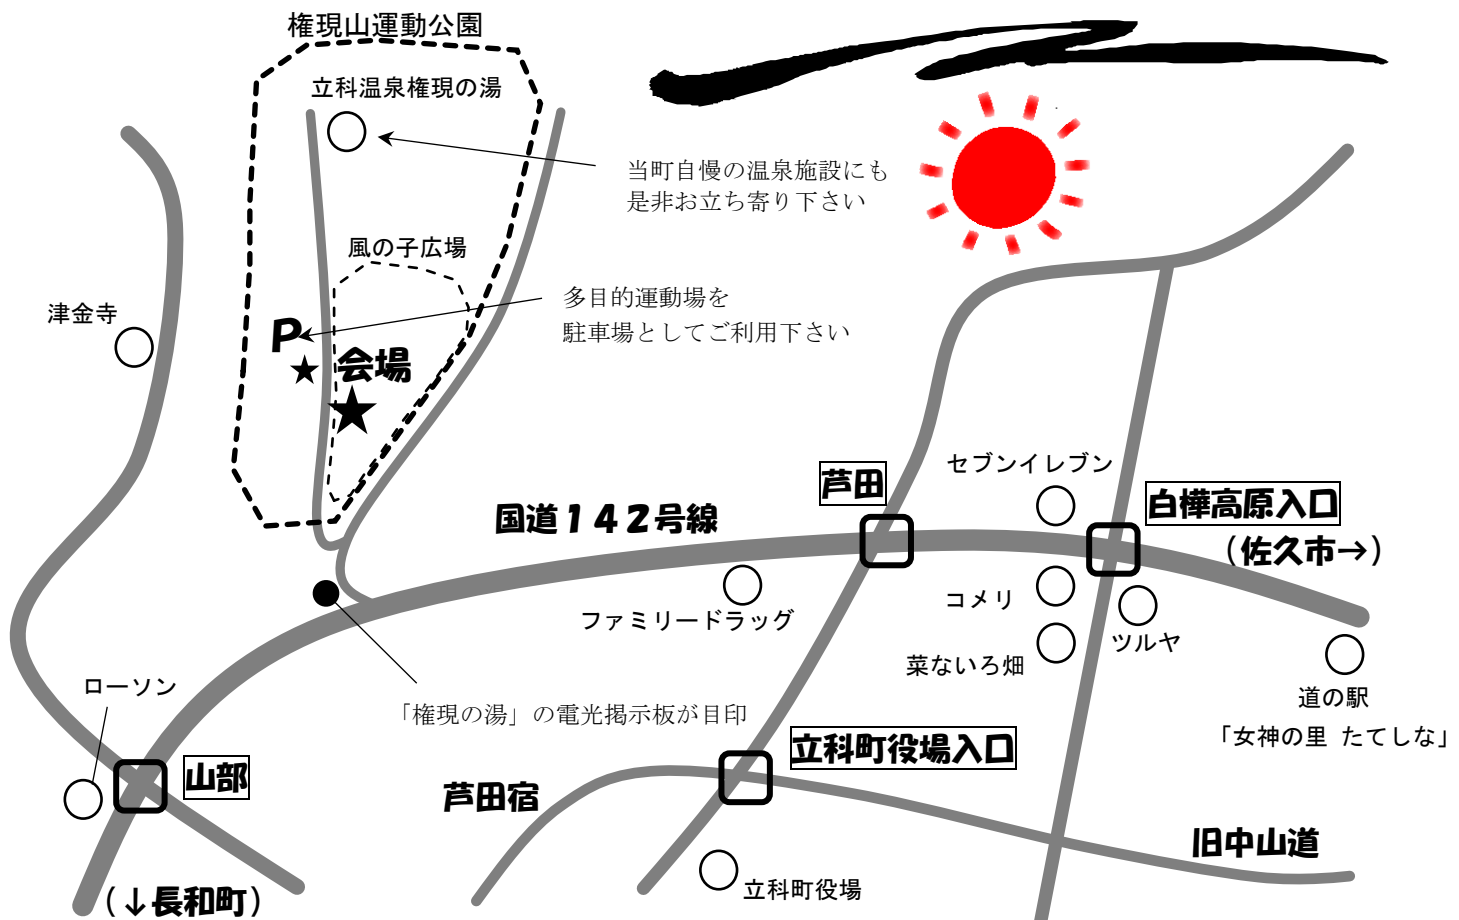 権現山運動公園
立科温泉権現の湯
当町自慢の温泉施設にも
是非お立ち寄り下さい
風の子広場
多目的運動場を
駐車場としてご利用下さい
津金寺
P
会場
セブンイレブン
芦田
白樺高原入口
国道142号線
(佐久市→)
コメリ
ファミリードラッグ
ツルヤ
菜ないろ畑
ローソン
道の駅
「権現の湯」の電光掲示板が目印
「女神の里 たてしな」
立科町役場入口
山部
芦田宿
旧中山道
立科町役場
(↓長和町)